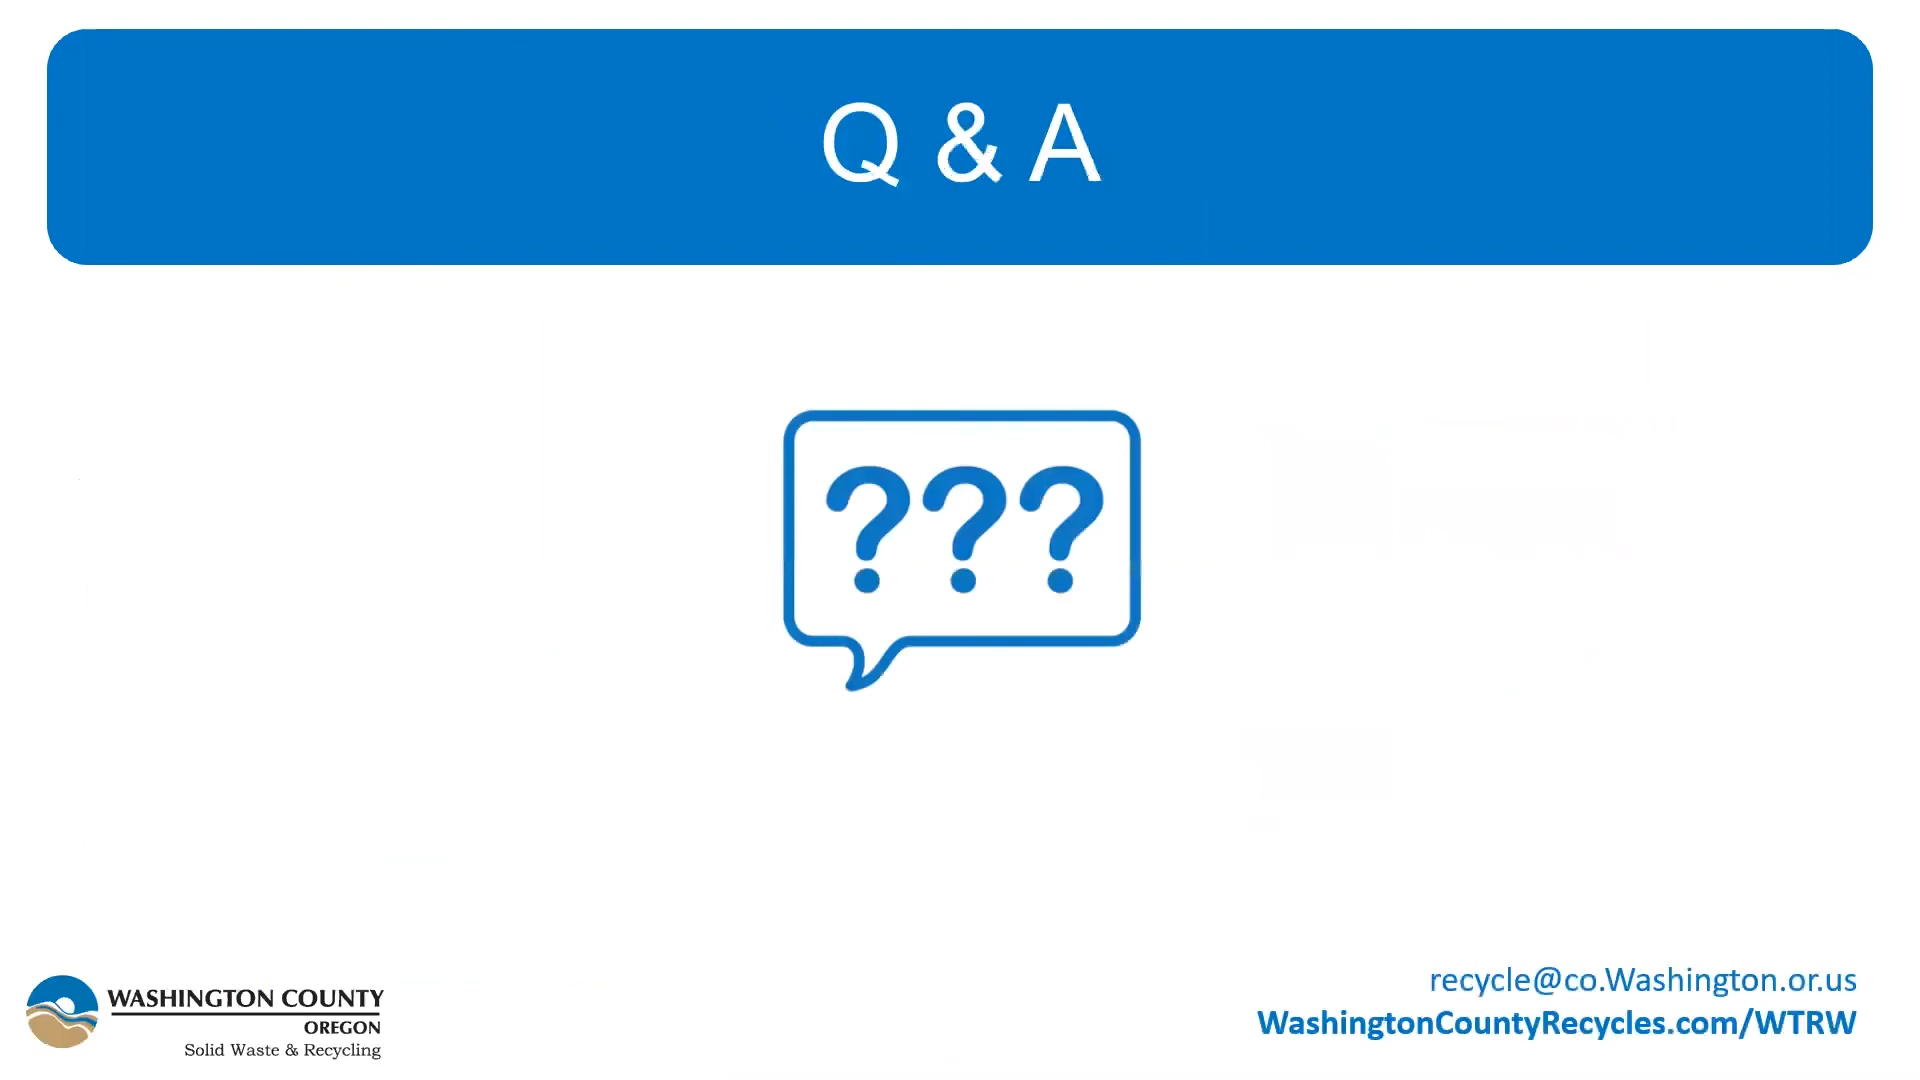 Q & A
???
WASHINGTON COUNTY
OREGON
Solid Waste & Recycling
recycle@co.Washington.or.us
WashingtonCountyRecycles.com/WTRW